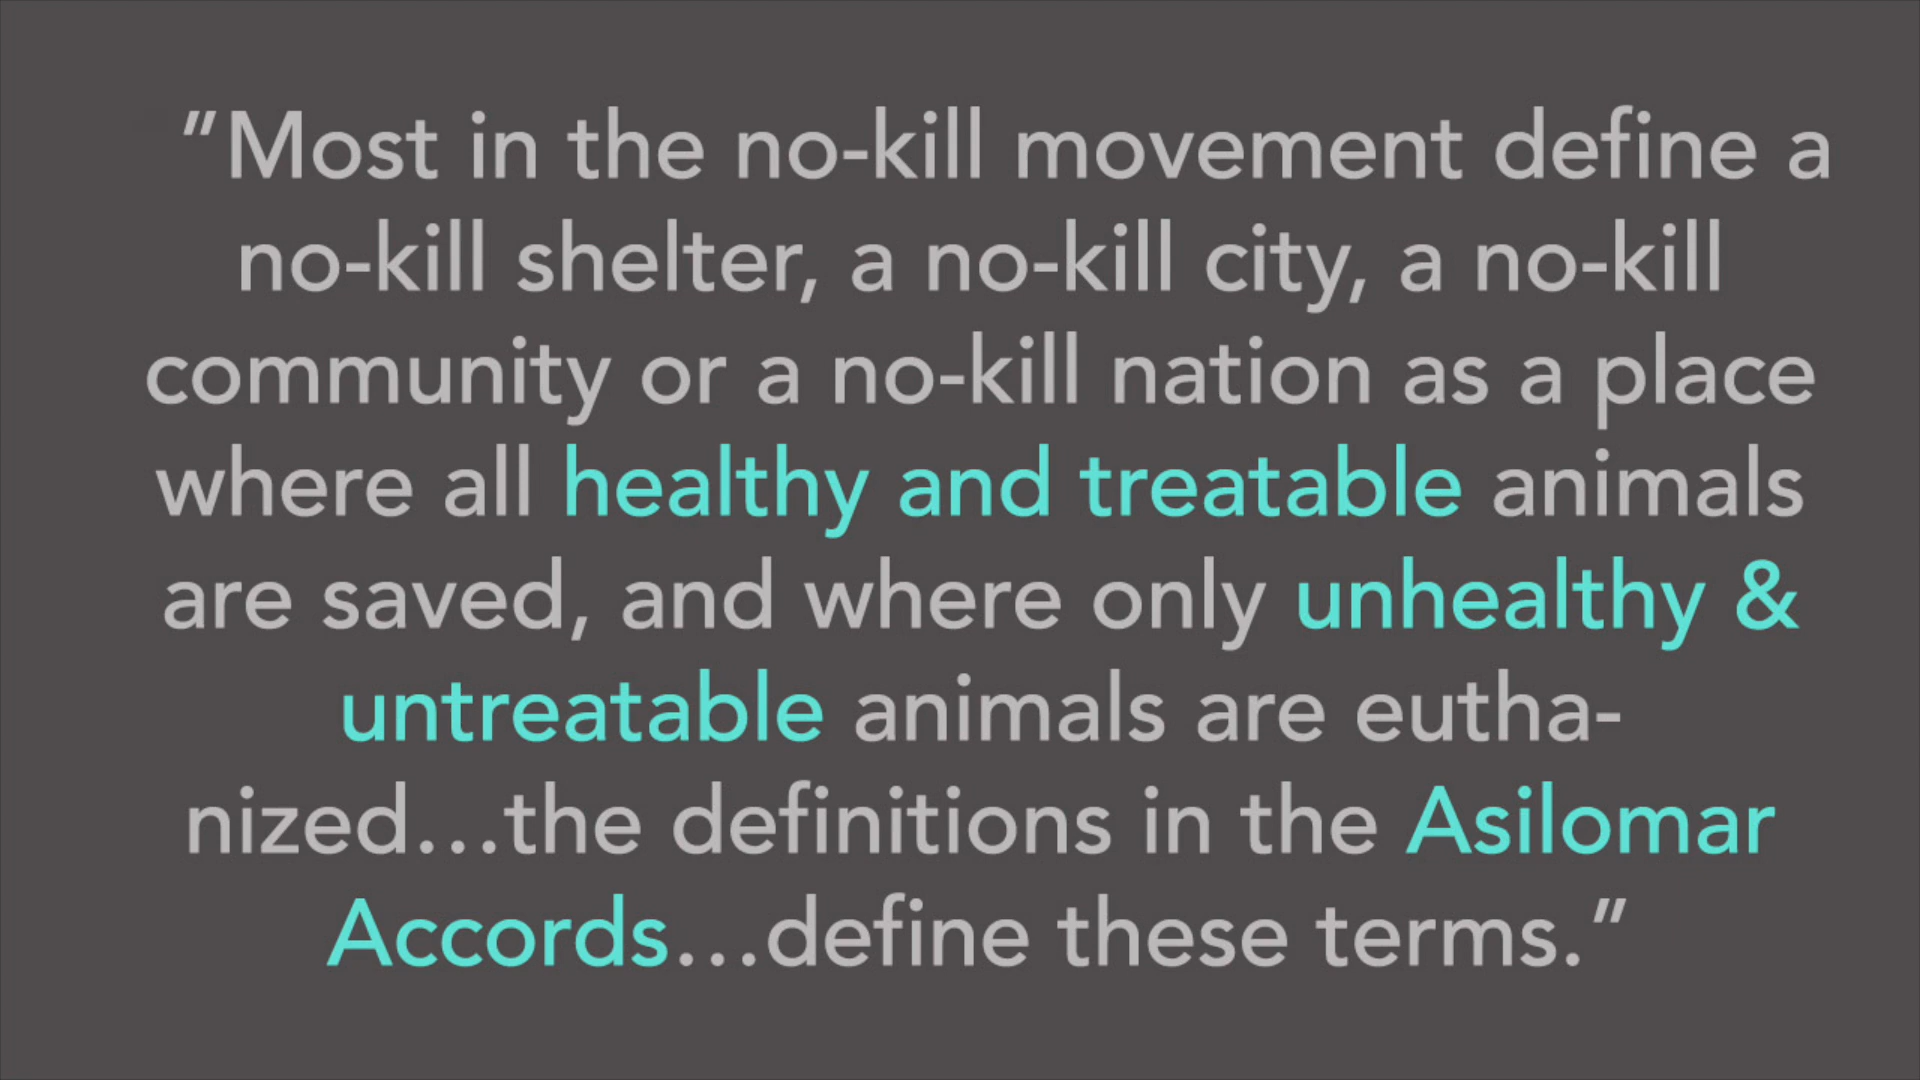 "Most in the no-kill movement define a
no-kill shelter, a no-kill city, a no-kill
community or a no-kill nation as a place
where all healthy and treatable animals
are saved, and where only unhealthy &
untreatable animals are eutha-
nized...the definitions in the Asilomar
Accords...define these terms."